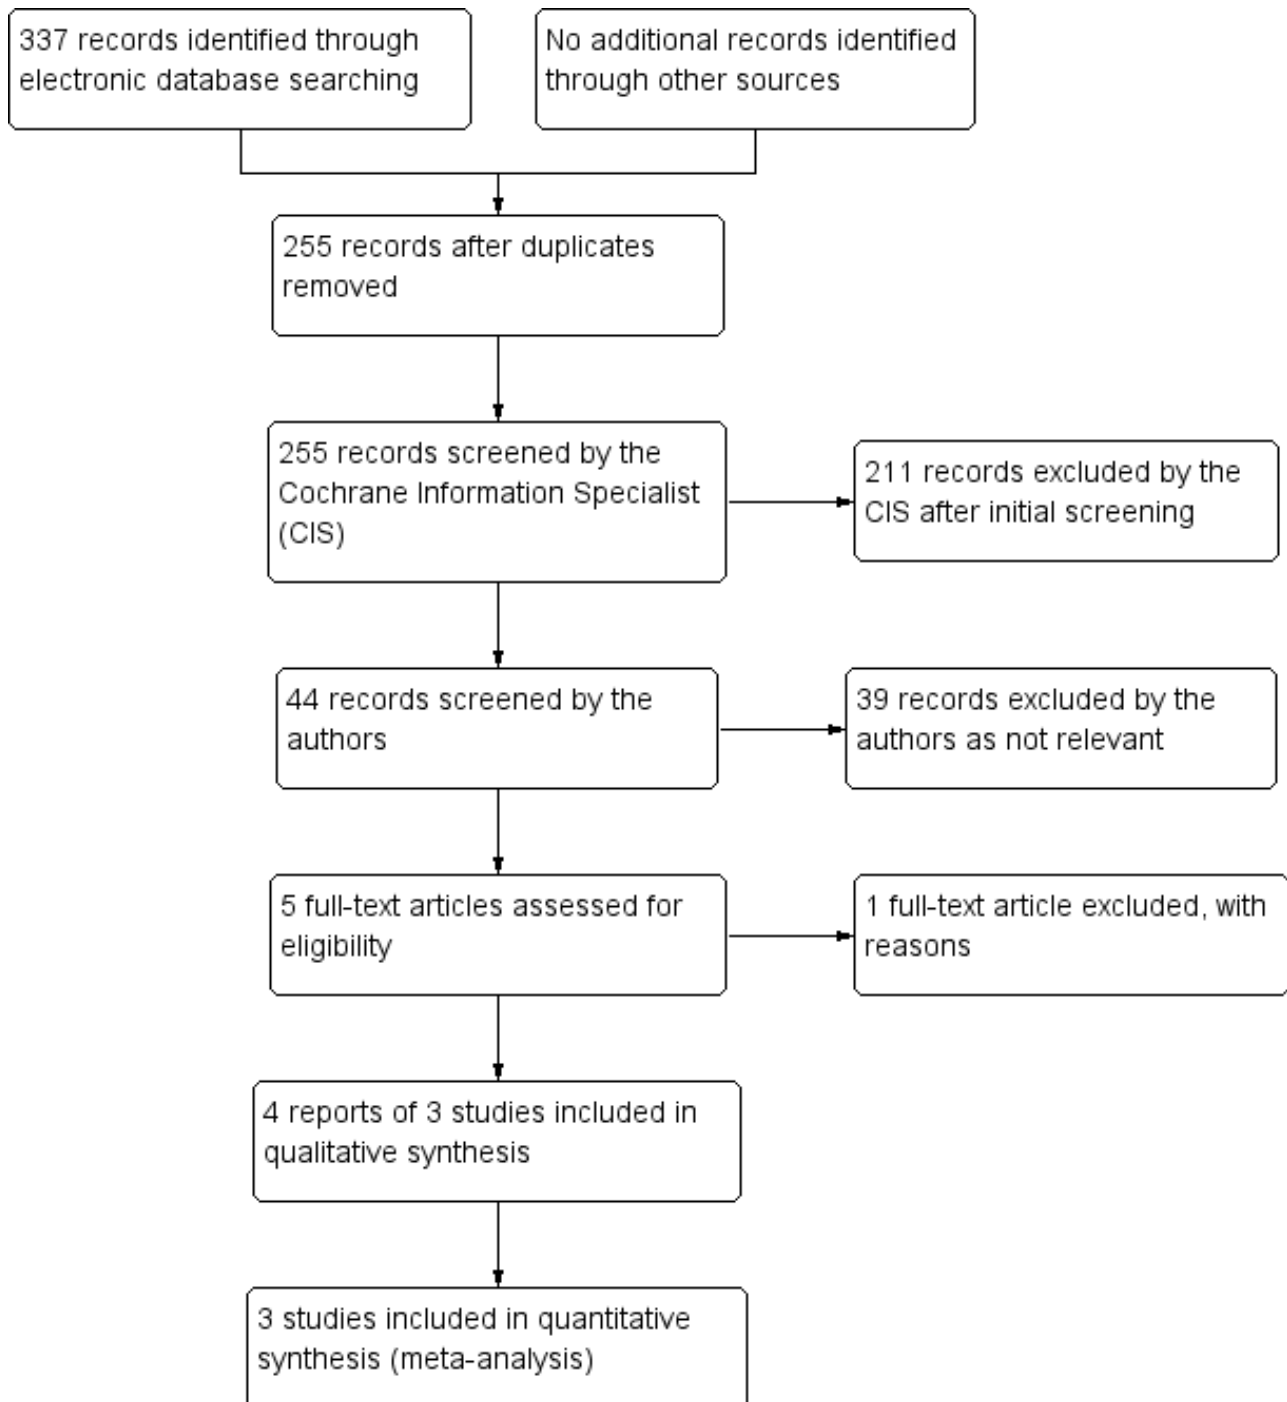 337 records identified through
electronic database searching
No additional records identified
through other sources
255 records after duplicates
removed
255 records screened by the
Cochrane Information Specialist
(CIS)
211 records excluded by the
CIS after initial screening
44 records screened by the
authors
39 records excluded by the
authors as not relevant
5 full-text articles assessed for
eligibility
1 full-text article excluded, with
reasons
4 reports of 3 studies included in
qualitative synthesis
3 studies included in quantitative
synthesis (meta-analysis)